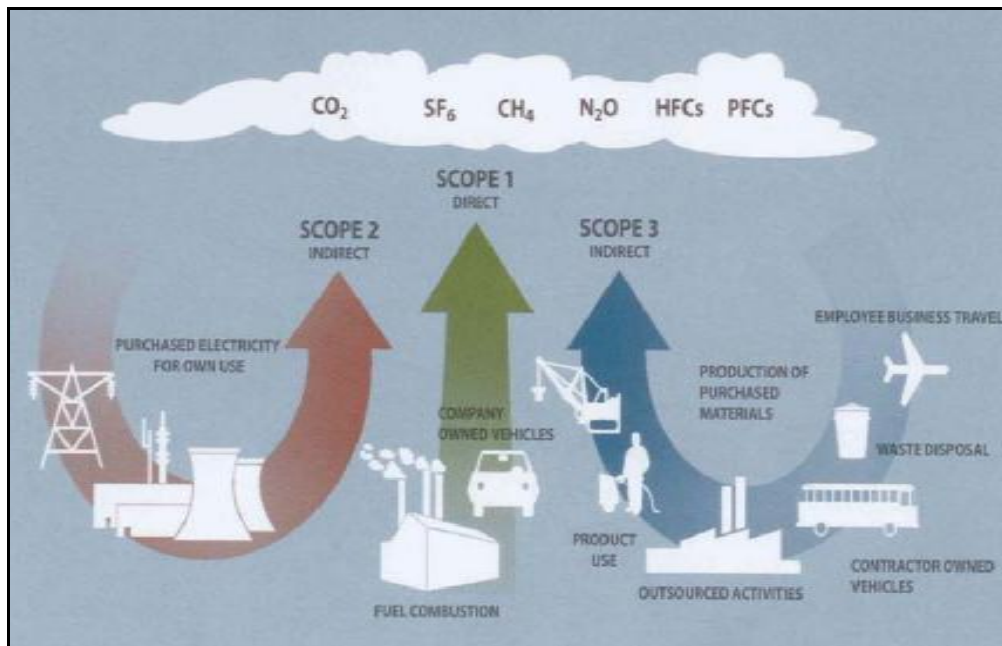 CO₂ SF₆ CH₄ N₂O HFCs PFCs
SCOPE 1
DIRECT
SCOPE 2
INDIRECT
SCOPE 3
INDIRECT
PURCHASED ELECTRICITY
FOR OWN USE
COMPANY
OWNED VEHICLES
FUEL COMBUSTION
EMPLOYEE BUSINESS TRAVEL
PRODUCTION OF
PURCHASED
MATERIALS
WASTE DISPOSAL
PRODUCT
USE
OUTSOURCED ACTIVITIES
CONTRACTOR OWNED
VEHICLES